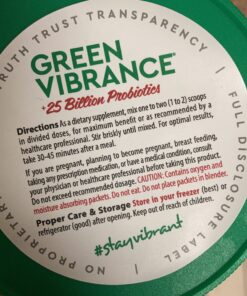 TRUTH TRUST TRANSPARENCY
GREEN
VIBRANCE®
+25 Billion Probiotics
Directions As a dietary supplement, mix one to two (1 to 2) scoops
in divided doses, for maximum benefit or as recommended by a
healthcare professional. Stir briskly until mixed. For optimal results,
take 30-45 minutes after a meal.
If you are pregnant, planning to become pregnant, breast feeding,
taking any prescription medication, or have a medical condition, consult
your physician or healthcare professional before taking this product.
Do not exceed recommended dosage. CAUTION: Contains oxygen and
moisture absorbing packets. Do not eat. Do not place packets in blender.
Proper Care & Storage Store in your freezer (best) or
refrigerator (good) after opening. Keep out of reach of children.
#stayvibrant
FULL DISCLOSURE LABEL
NO PROPRIETARY